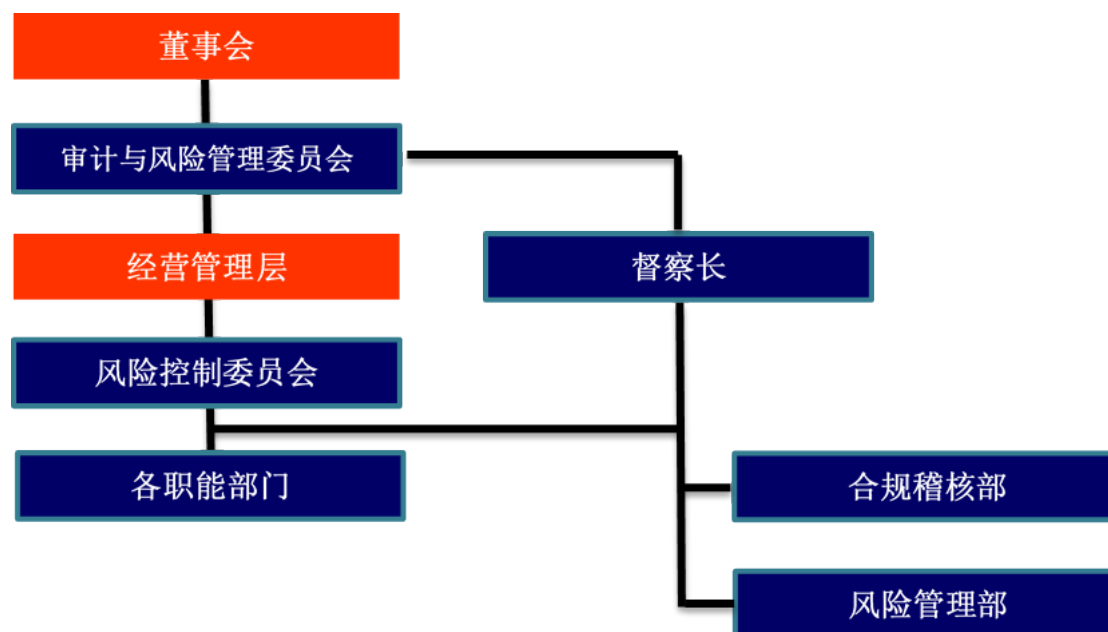 董事会
审计与风险管理委员会
经营管理层
督察长
风险控制委员会
各职能部门
合规稽核部
风险管理部